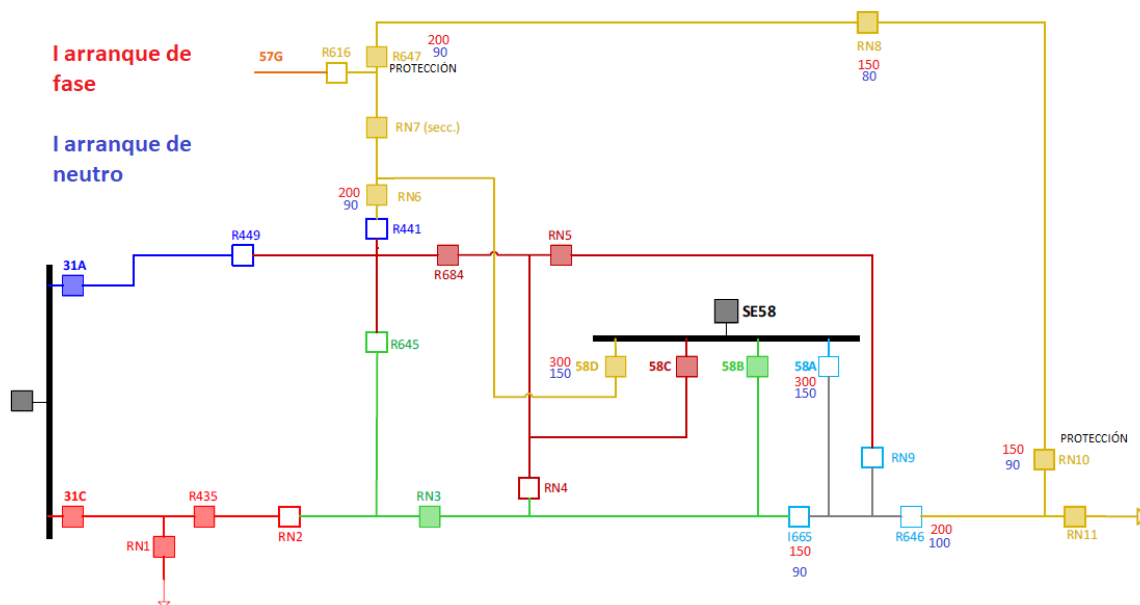 I arranque de
fase
I arranque de
neutro
57G
R616
R647
200
90
PROTECCIÓN
RN8
150
80
RN7 (secc.)
200
90
RN6
R441
R449
31A
R684
RN5
SE58
R645
300
150
58D
58C
58B
58A
300
150
RN9
PROTECCIÓN
150
90
RN10
RN4
31C
R435
RN3
RN1
RN2
I665
150
90
R646
200
100
RN11